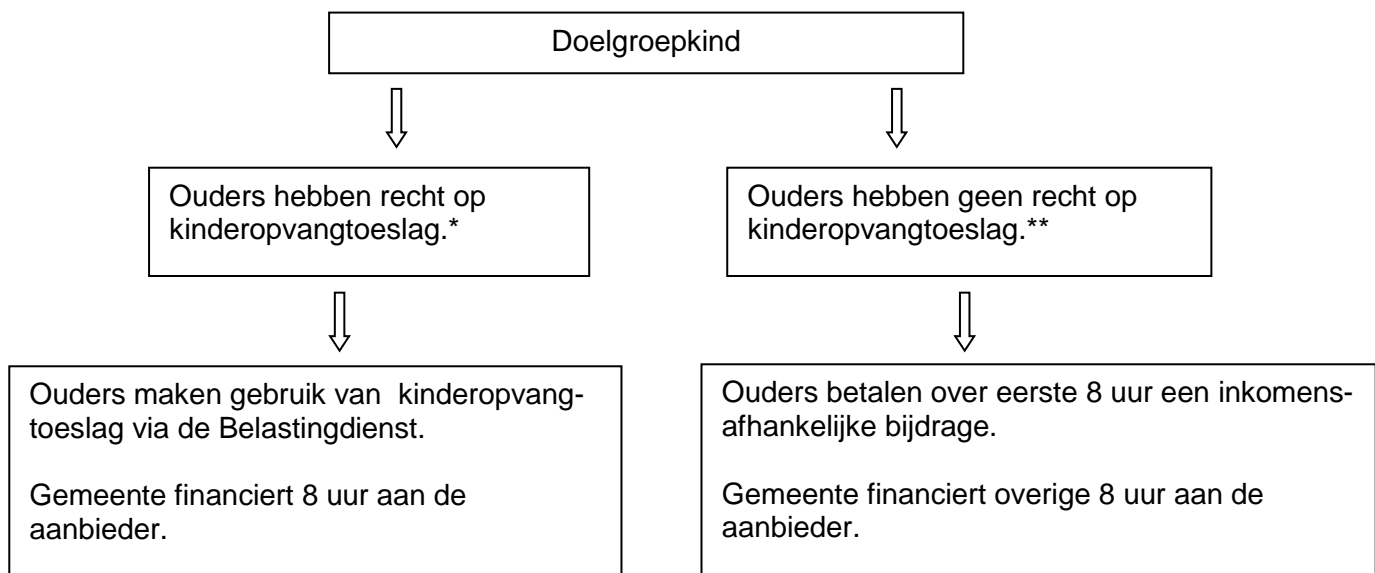 Doelgroepkind
Ouders hebben recht op
kinderopvangtoeslag.*
Ouders hebben geen recht op
kinderopvangtoeslag.**
Ouders maken gebruik van  kinderopvang-
toeslag via de Belastingdienst.
Gemeente financiert 8 uur aan de
aanbieder.
Ouders betalen over eerste 8 uur een inkomens-
afhankelijke bijdrage.
Gemeente financiert overige 8 uur aan de
aanbieder.